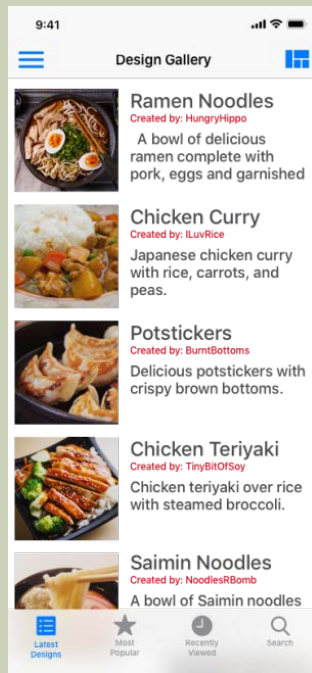 9:41
Design Gallery
Ramen Noodles
Created by: HungryHippo
A bowl of delicious
ramen complete with
pork, eggs and garnished
Chicken Curry
Created by: ILuvRice
Japanese chicken curry
with rice, carrots, and
peas.
Potstickers
Created by: BurntBottoms
Delicious potstickers with
crispy brown bottoms.
Chicken Teriyaki
Created by: TinyBitOfSoy
Chicken teriyaki over rice
with steamed broccoli.
Saimin Noodles
Created by: NoodlesRBomb
A bowl of Saimin noodles
Latest
Designs
Most
Popular
Recently
Viewed
Search